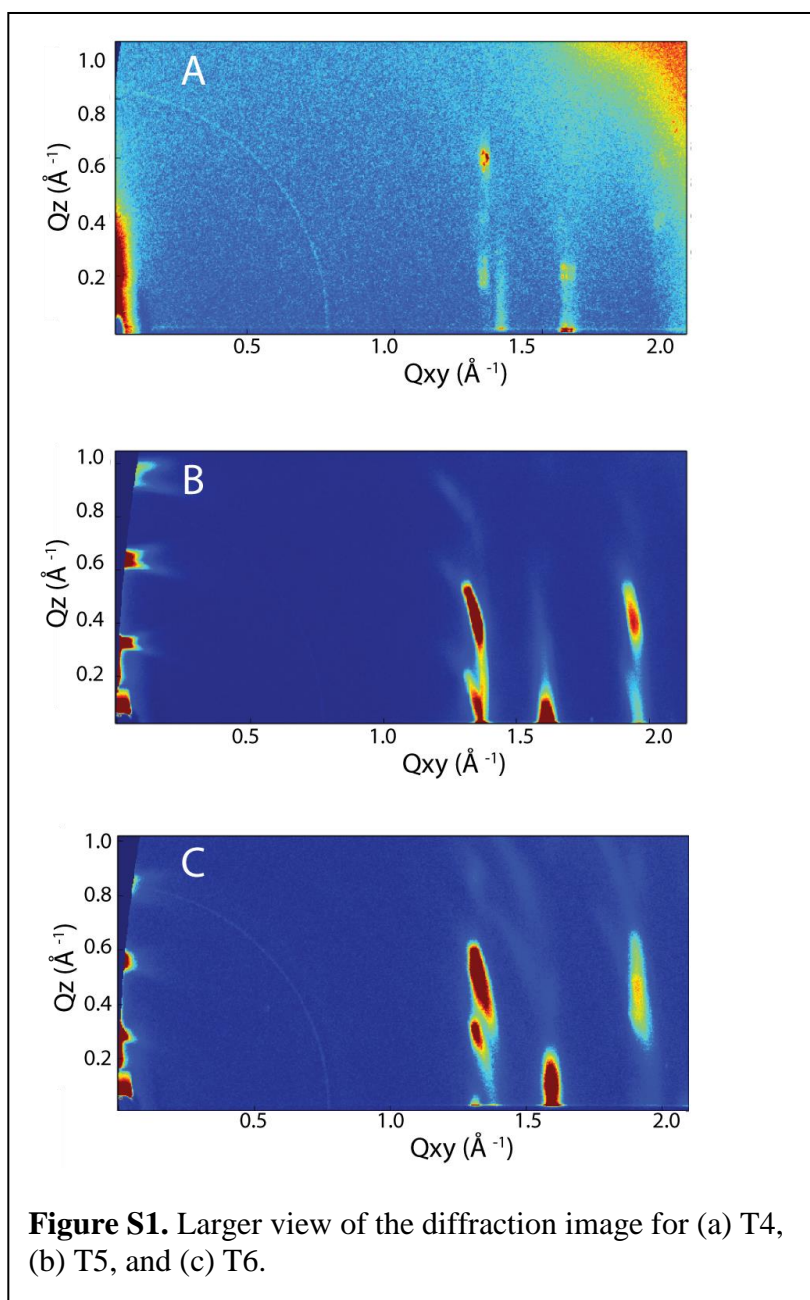 A
1.0
0.8
0.6
0.4
0.2
Qz (Å⁻¹)
0.5 1.0 1.5 2.0
Qxy (Å ⁻¹)
B
1.0
0.8
0.6
0.4
0.2
Qz (Å⁻¹)
0.5 1.0 1.5 2.0
Qxy (Å ⁻¹)
C
1.0
0.8
0.6
0.4
0.2
Qz (Å⁻¹)
0.5 1.0 1.5 2.0
Qxy (Å ⁻¹)
Figure S1. Larger view of the diffraction image for (a) T4,
(b) T5, and (c) T6.